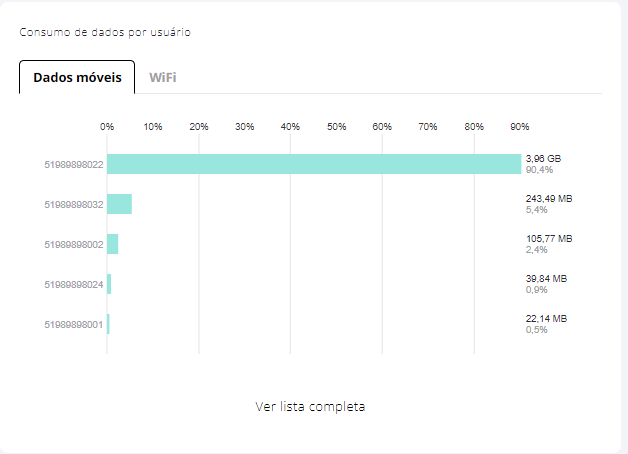 Consumo de dados por usuário
Dados móveis WiFi
0% 10% 20% 30% 40% 50% 60% 70% 80% 90%
51989898022 3,96 GB
90,4%
51989898032 243,49 MB
5,4%
51989898002 105,77 MB
2,4%
51989898024 39,84 MB
0,9%
51989898001 22,14 MB
0,5%
Ver lista completa